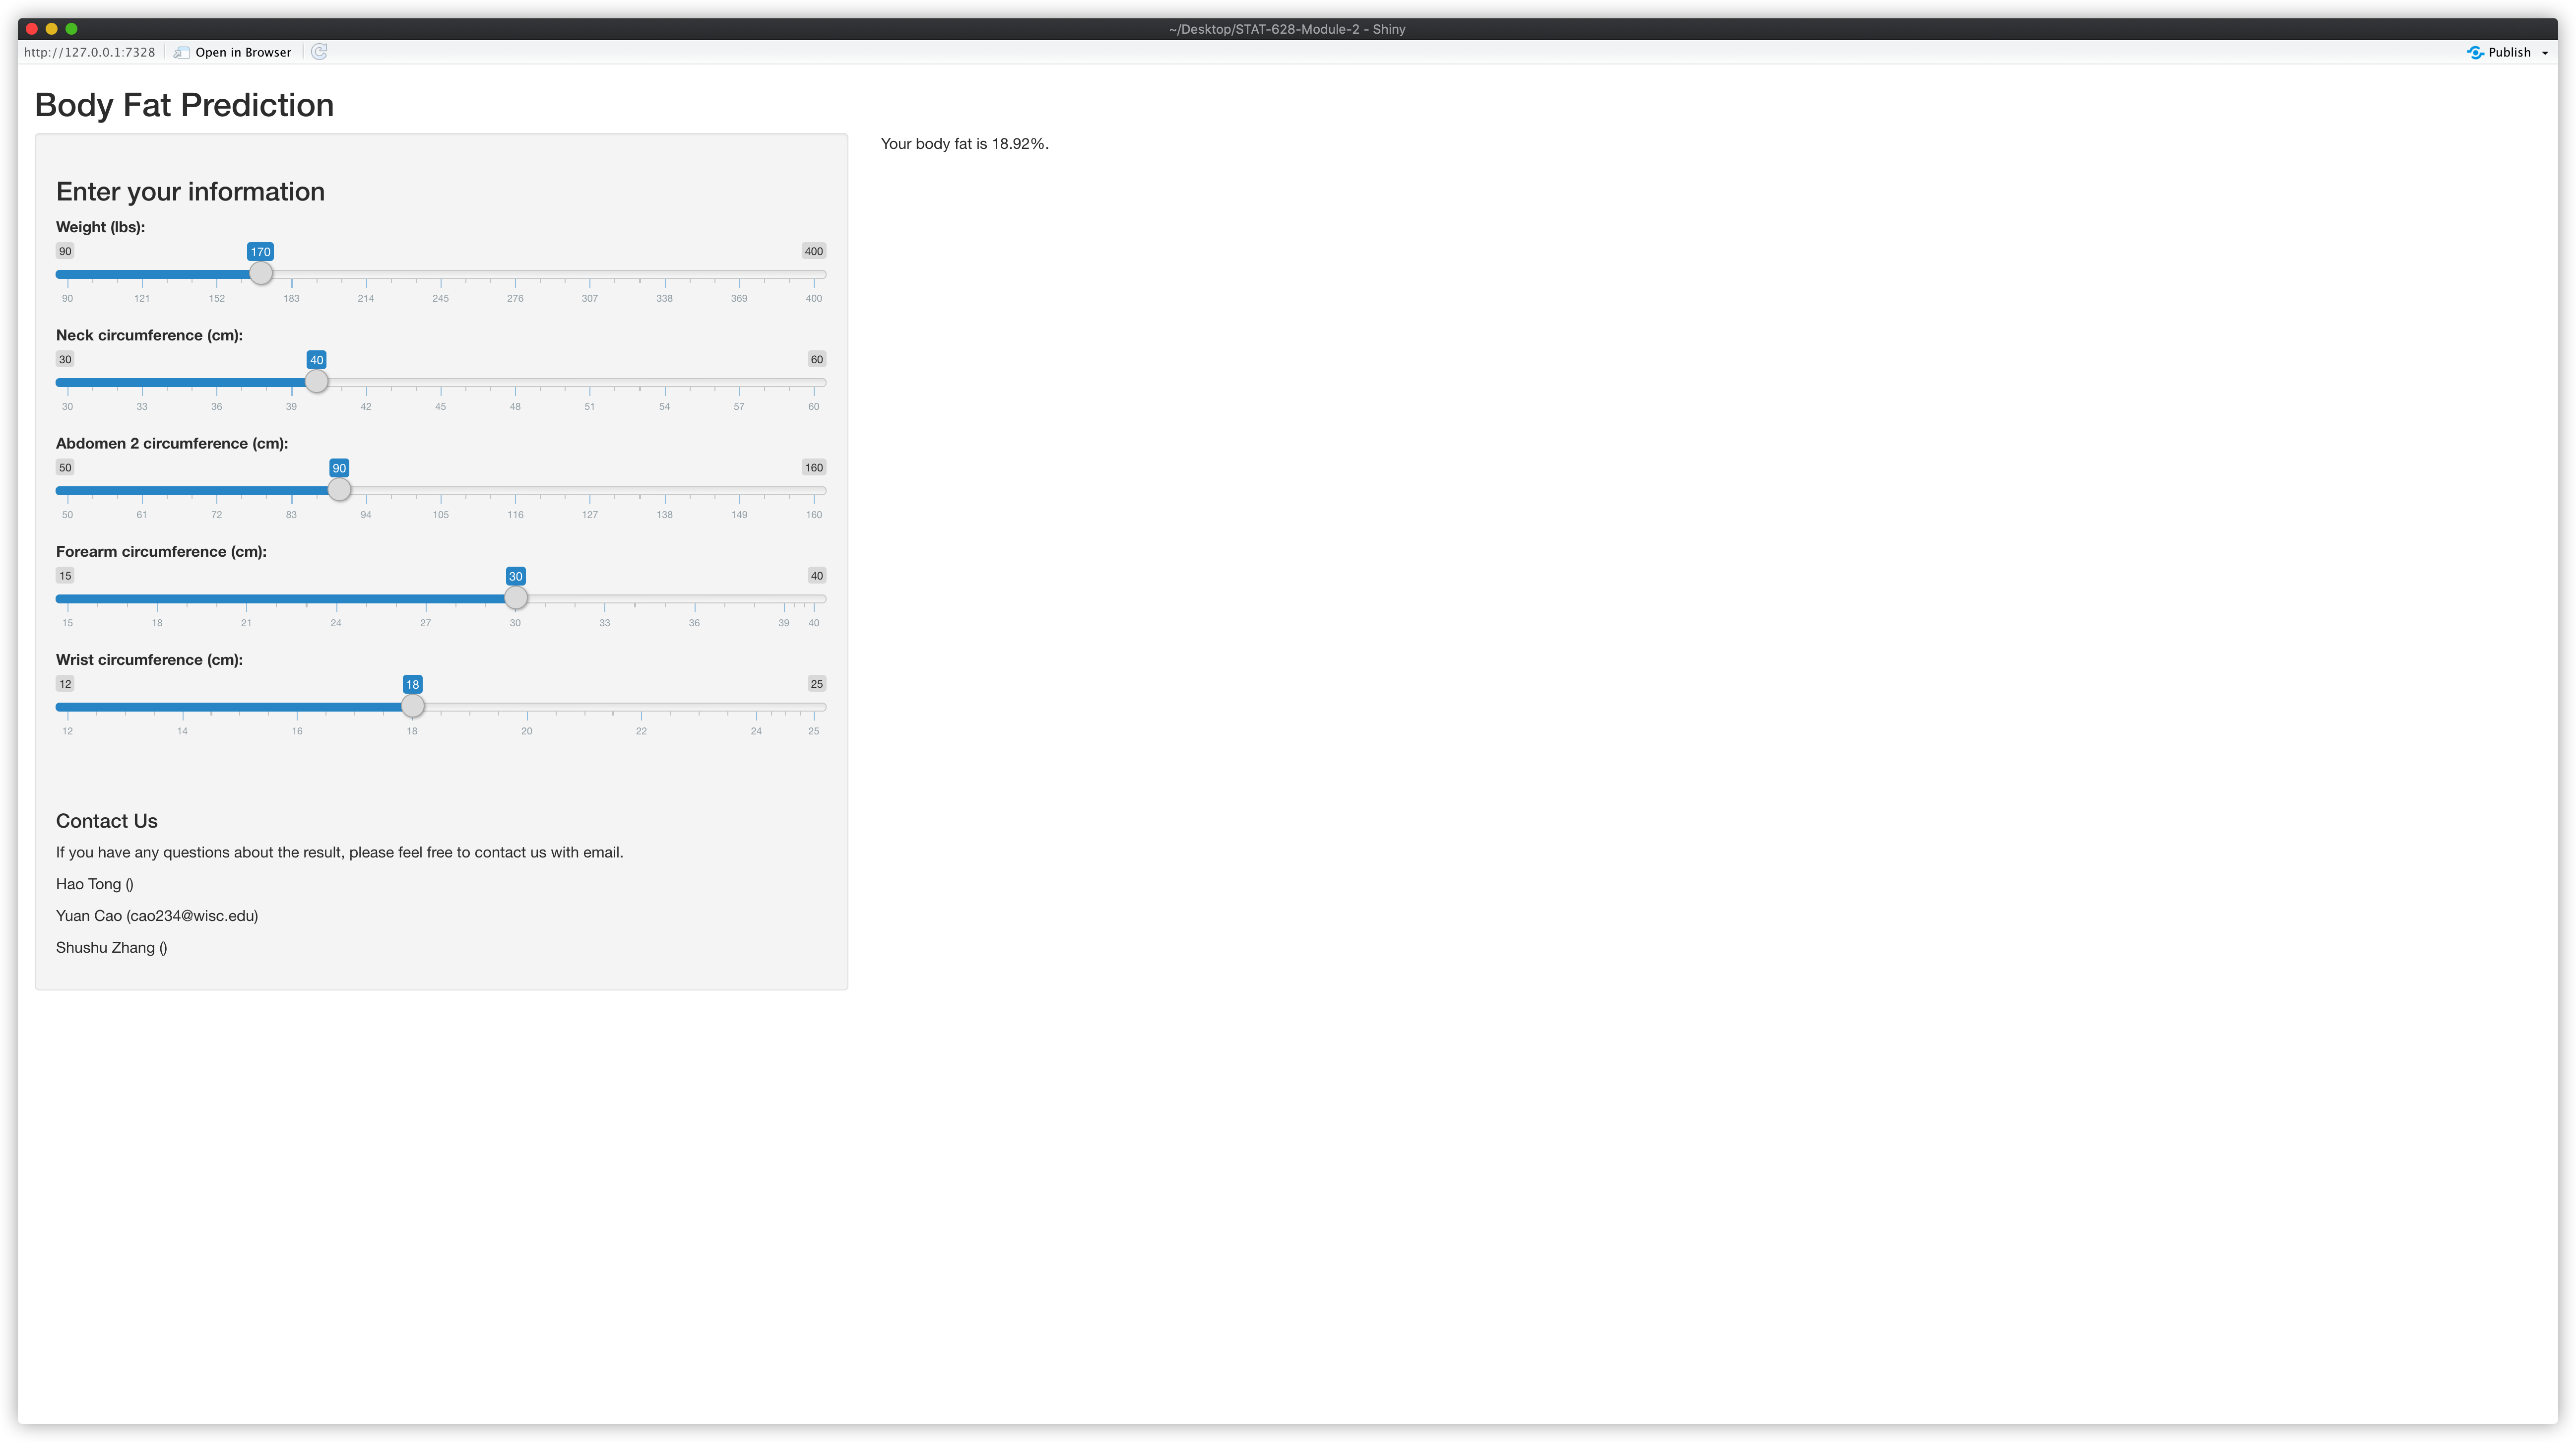 ~/Desktop/STAT-628-Module-2 - Shiny
http://127.0.0.1:7328 Open in Browser Publish
Body Fat Prediction
Your body fat is 18.92%.
Enter your information
Weight (lbs):
90 170 400
90 121 152 183 214 245 276 307 338 369 400
Neck circumference (cm):
30 40 60
30 33 36 39 42 45 48 51 54 57 60
Abdomen 2 circumference (cm):
50 90 160
50 61 72 83 94 105 116 127 138 149 160
Forearm circumference (cm):
15 30 40
15 18 21 24 27 30 33 36 39 40
Wrist circumference (cm):
12 18 25
12 14 16 18 20 22 24 25
Contact Us
If you have any questions about the result, please feel free to contact us with email.
Hao Tong ()
Yuan Cao (cao234@wisc.edu)
Shushu Zhang ()